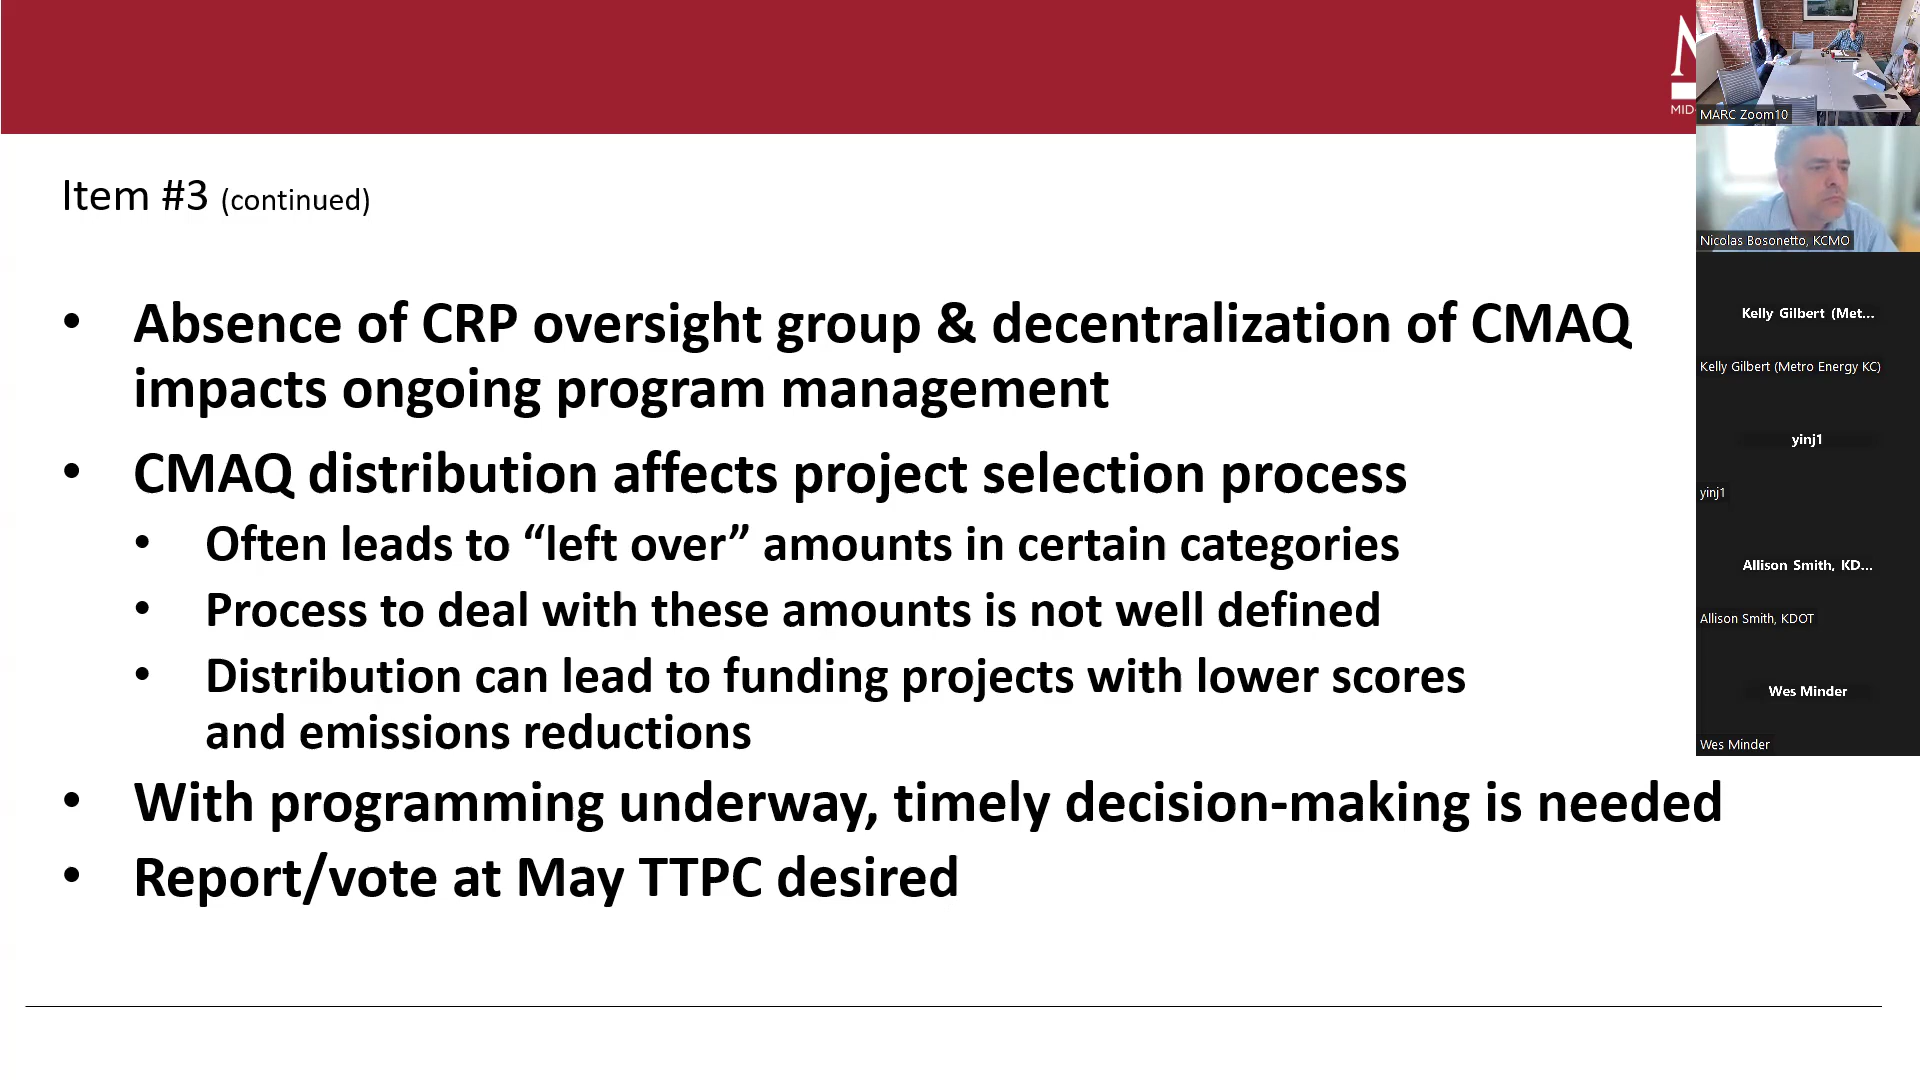 Item #3 (continued)
• Absence of CRP oversight group & decentralization of CMAQ
impacts ongoing program management
• CMAQ distribution affects project selection process
• Often leads to “left over” amounts in certain categories
• Process to deal with these amounts is not well defined
• Distribution can lead to funding projects with lower scores
and emissions reductions
• With programming underway, timely decision-making is needed
• Report/vote at May TTPC desired
MID
MARC Zoom10
Nicolas Bosonetto, KCMO
Kelly Gilbert (Met...
Kelly Gilbert (Metro Energy KC)
yinj1
yinj1
Allison Smith, KD...
Allison Smith, KDOT
Wes Minder
Wes Minder